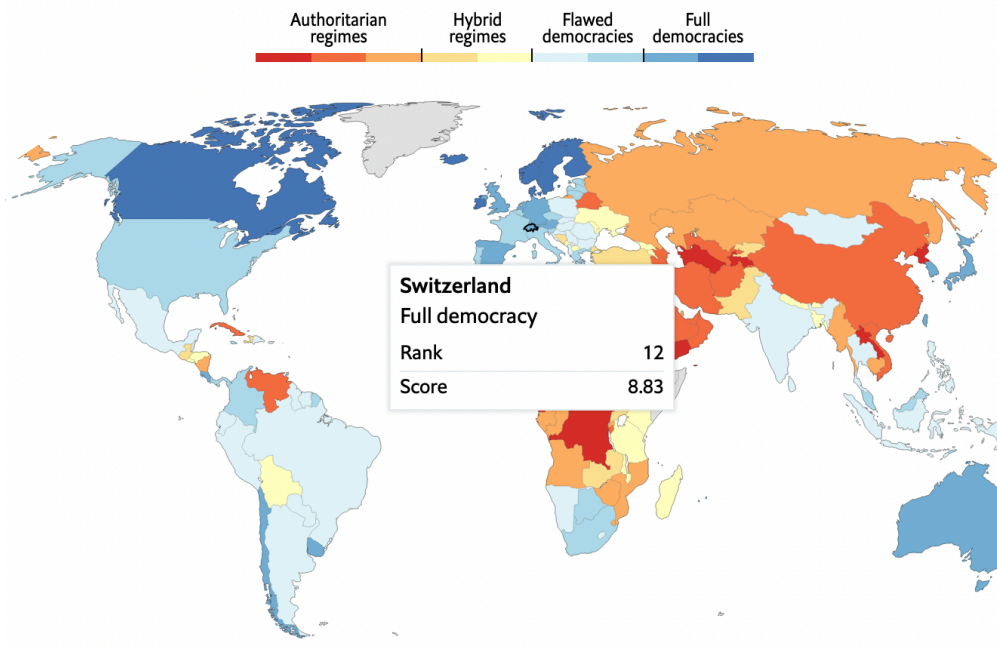 Authoritarian regimes
Hybrid regimes
Flawed democracies
Full democracies
Switzerland
Full democracy
Rank 12
Score 8.83